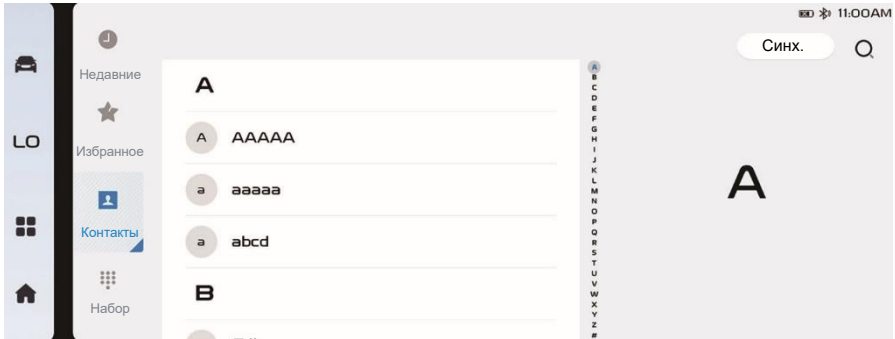 11:00AM
Синх.
LO
Недавние
Избранное
Контакты
Набор
A
A AAAAA
a aaaaa
a abcd
B
A
B
C
D
E
F
G
H
I
J
K
L
M
N
O
P
Q
R
S
T
U
V
W
X
Y
Z
#
A